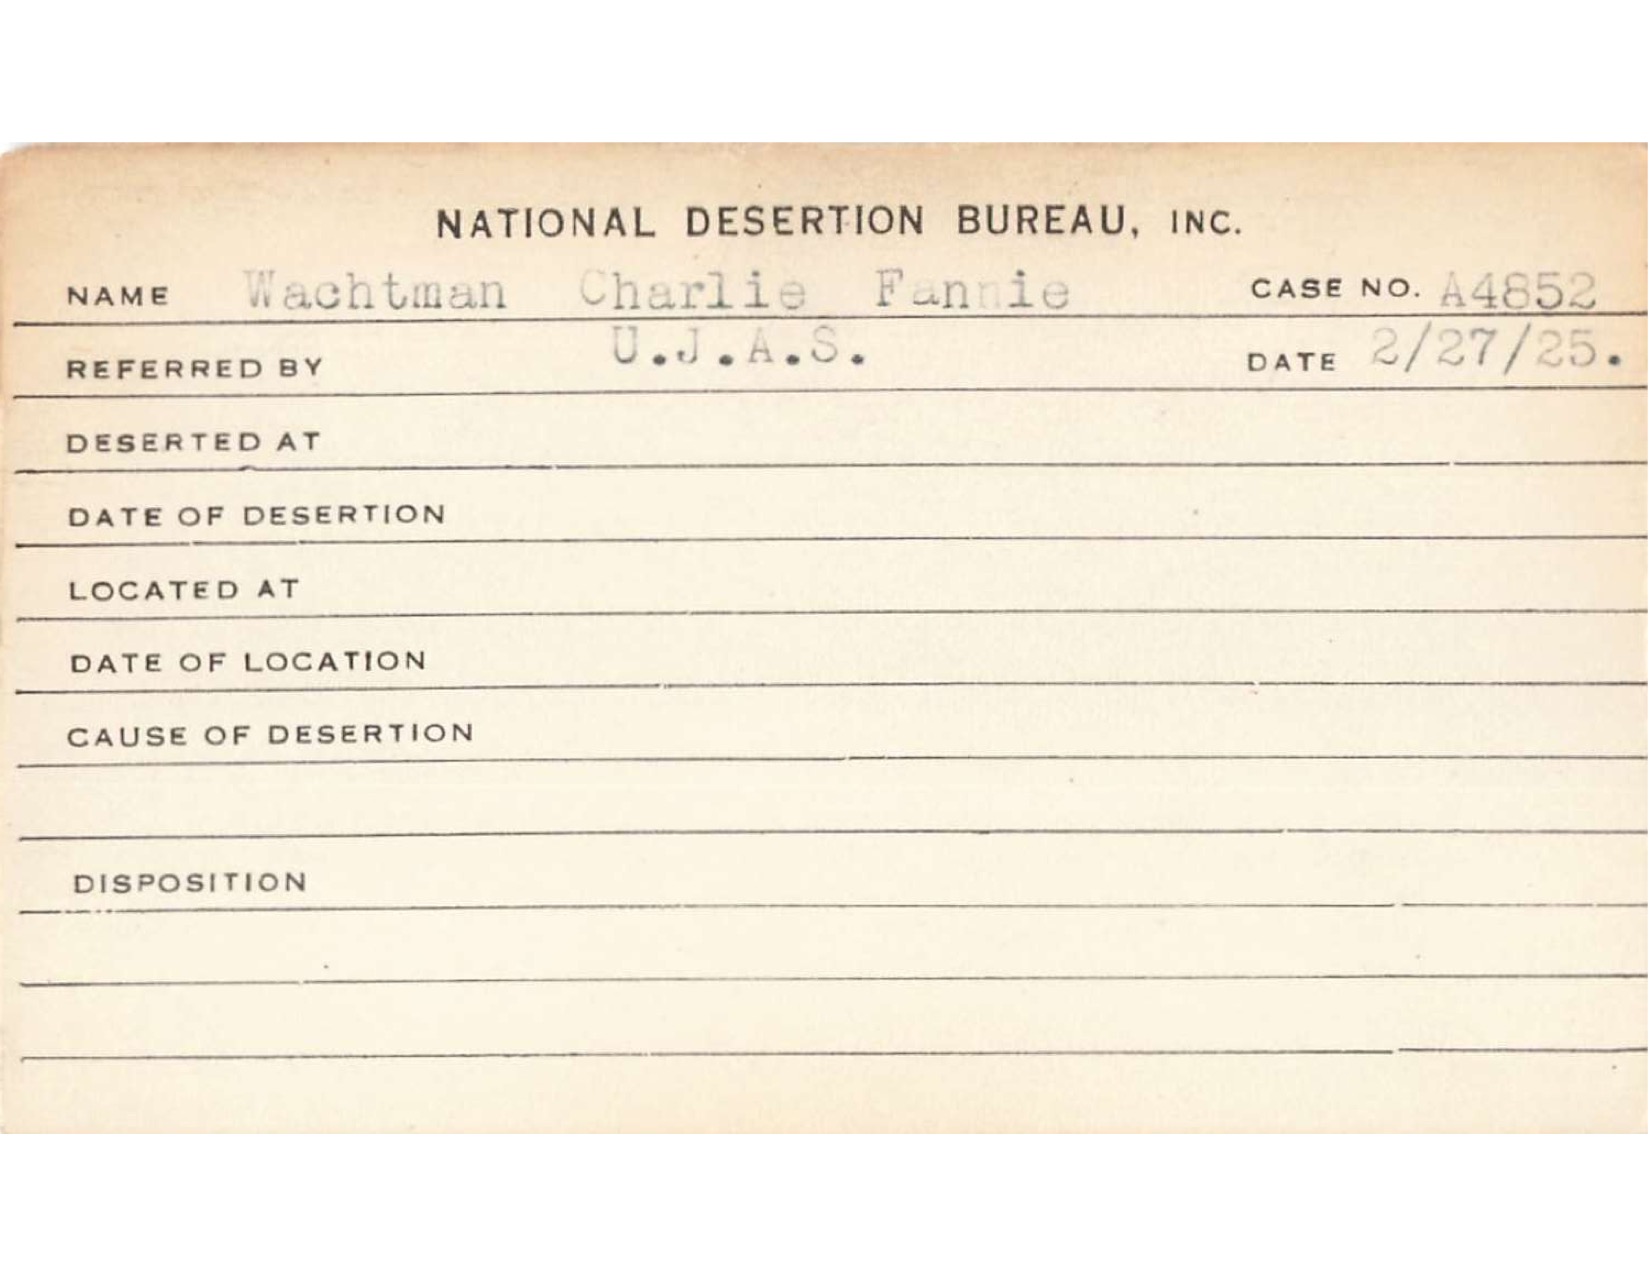 NATIONAL DESERTION BUREAU, INC.
NAME Wachtman Charlie Fannie CASE NO. A4852
REFERRED BY U.J.A.S. DATE 2/27/25.
DESERTED AT
DATE OF DESERTION
LOCATED AT
DATE OF LOCATION
CAUSE OF DESERTION
DISPOSITION